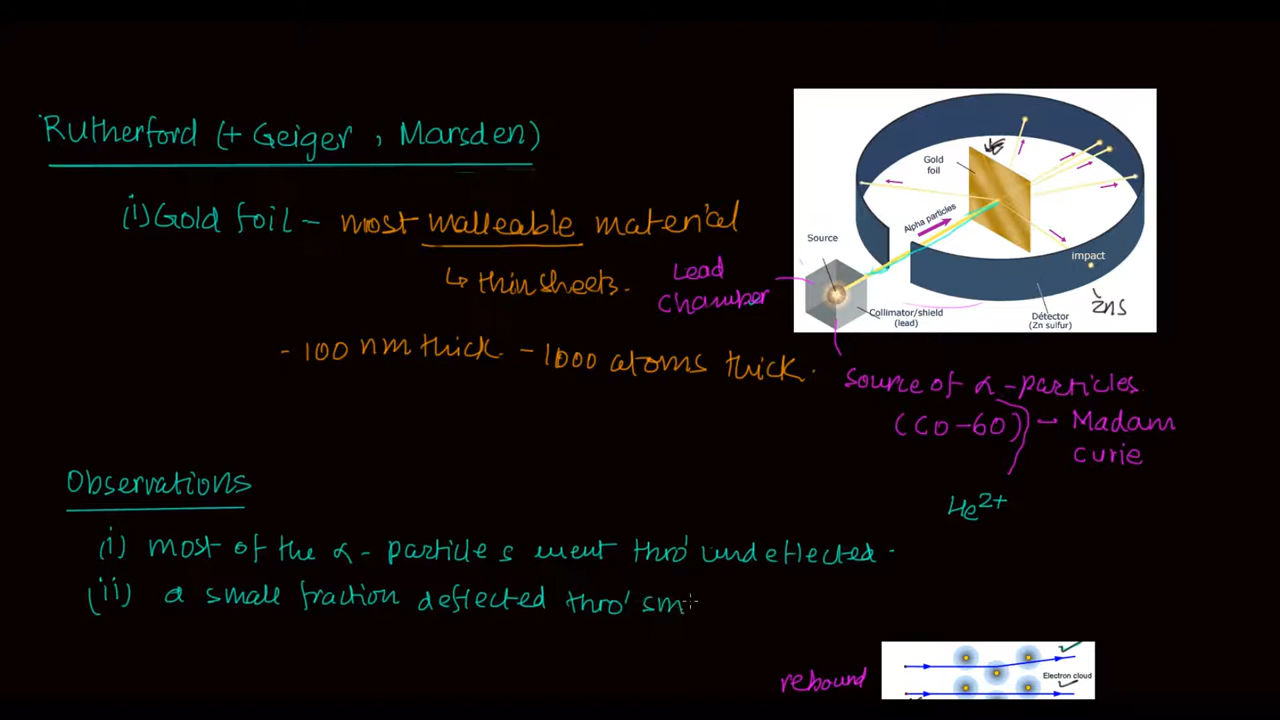 Rutherford (+ Geiger, Marsden)
(i) Gold foil - most malleable material
↳ thin sheets.
- 100 nm thick. - 1000 atoms thick.
Lead
chamber
Gold
foil
Alpha particles
Source
impact
ZnS
Collimator/shield
(lead)
Détector
(Zn sulfur)
source of α-particles.
(CO-60) - Madam
curie
He2+
Observations
(i) most of the α-particles went thro' undeflected.
(ii) a small fraction deflected thro' sm
rebound
Electron cloud